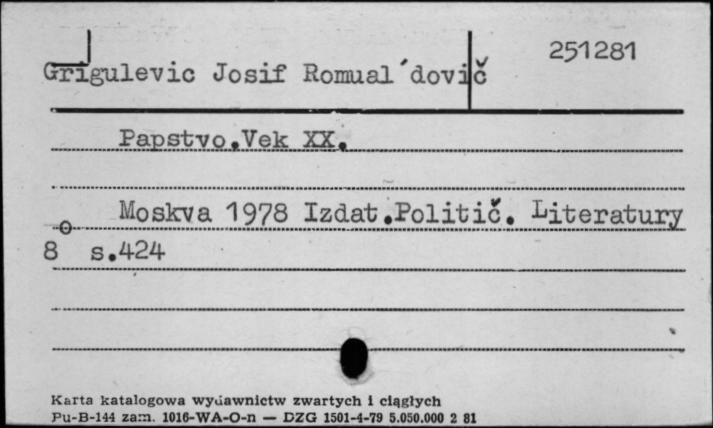 251281
Grigulevic Josif Romual´dovič
Papstvo.Vek XX.
Moskva 1978 Izdat.Politič. Literatury
8° s.424
Karta katalogowa wydawnictw zwartych i ciągłych
Pu-B-144 zam. 1016-WA-O-n — DZG 1501-4-79 5.050.000 2 81